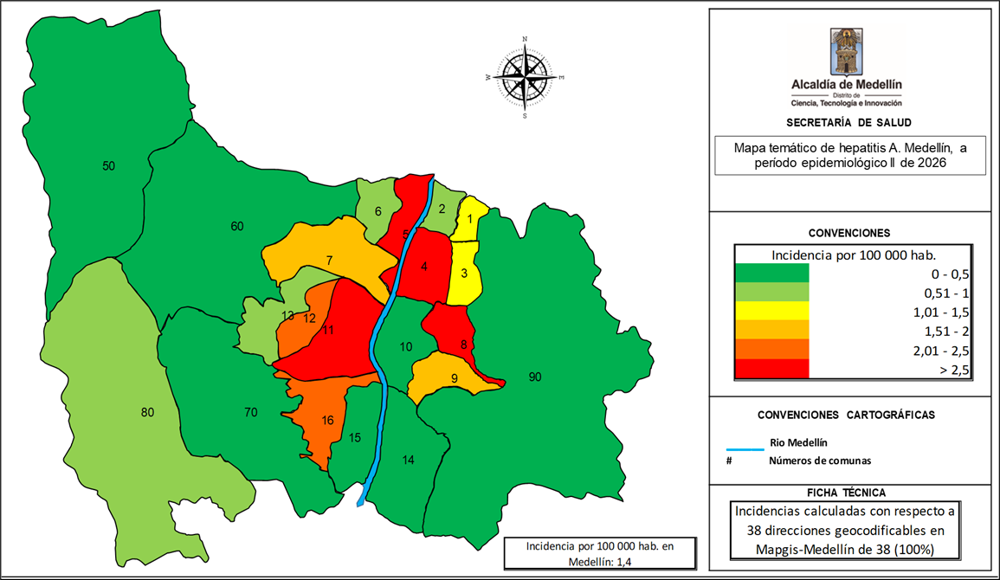 N
W
E
S
50
60
6
5
2
1
7
4
3
13
12
11
10
8
9
90
80
70
16
15
14
Incidencia por 100 000 hab. en
Medellín: 1,4
Alcaldía de Medellín
Distrito de
Ciencia, Tecnología e Innovación
SECRETARÍA DE SALUD
Mapa temático de hepatitis A. Medellín, a
período epidemiológico II de 2026
CONVENCIONES
Incidencia por 100 000 hab.
0 - 0,5
0,51 - 1
1,01 - 1,5
1,51 - 2
2,01 - 2,5
> 2,5
CONVENCIONES CARTOGRÁFICAS
Rio Medellín
# Números de comunas
FICHA TÉCNICA
Incidencias calculadas con respecto a
38 direcciones geocodificables en
Mapgis-Medellín de 38 (100%)